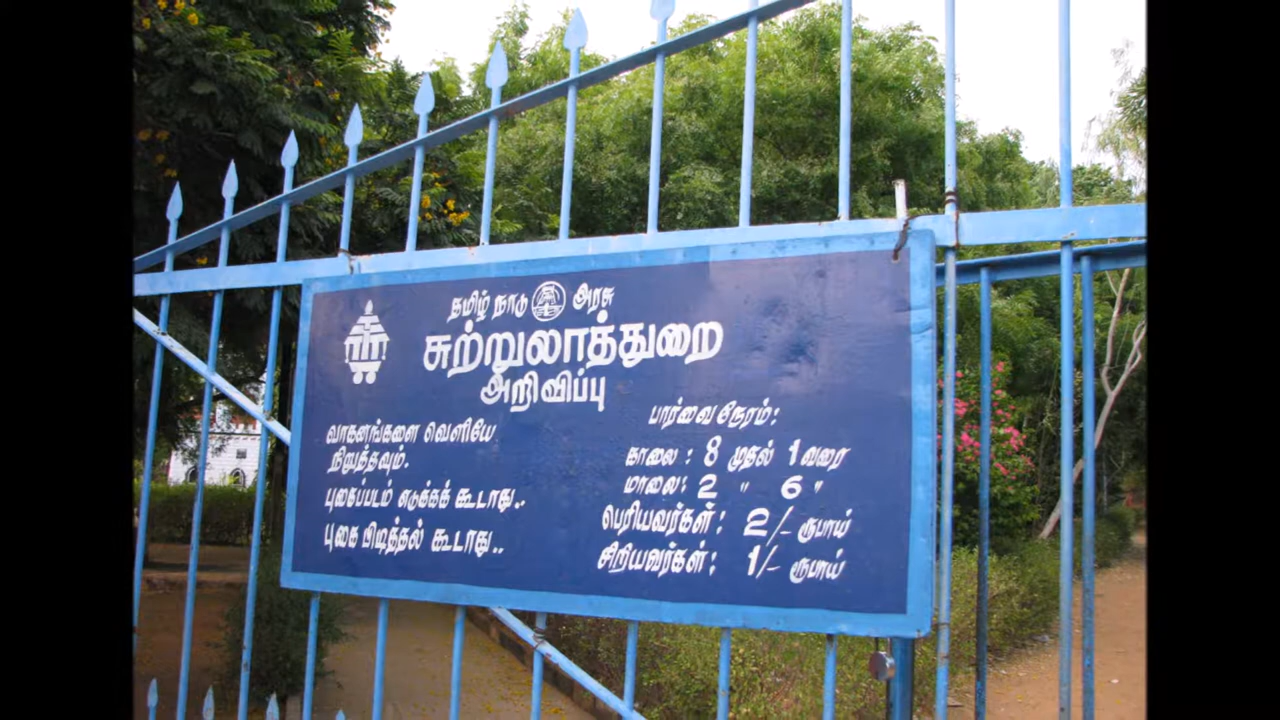 தமிழ் நாடு அரசு
சுற்றுலாத்துறை
அறிவிப்பு
வாகனங்களை வெளியே
நிறுத்தவும்.
புகைப்படம் எடுக்கக் கூடாது..
புகை பிடித்தல் கூடாது..
பார்வை நேரம்:
காலை : 8 முதல் 1 வரை
மாலை: 2 " 6 "
பெரியவர்கள் : 2/- ரூபாய்
சிறியவர்கள் : 1/- ரூபாய்